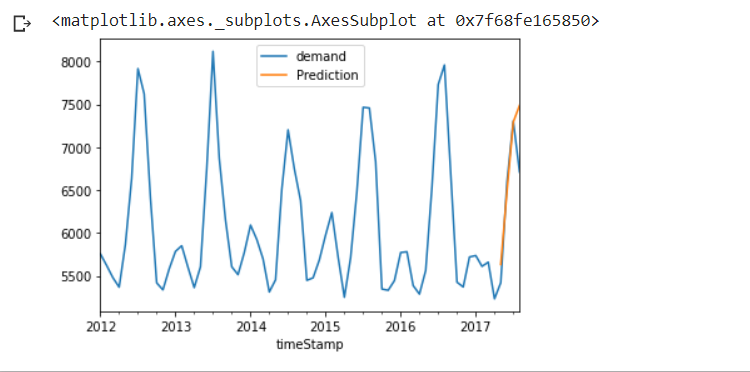 <matplotlib.axes._subplots.AxesSubplot at 0x7f68fe165850>
demand
Prediction
8000
7500
7000
6500
6000
5500
2012 2013 2014 2015 2016 2017
timeStamp